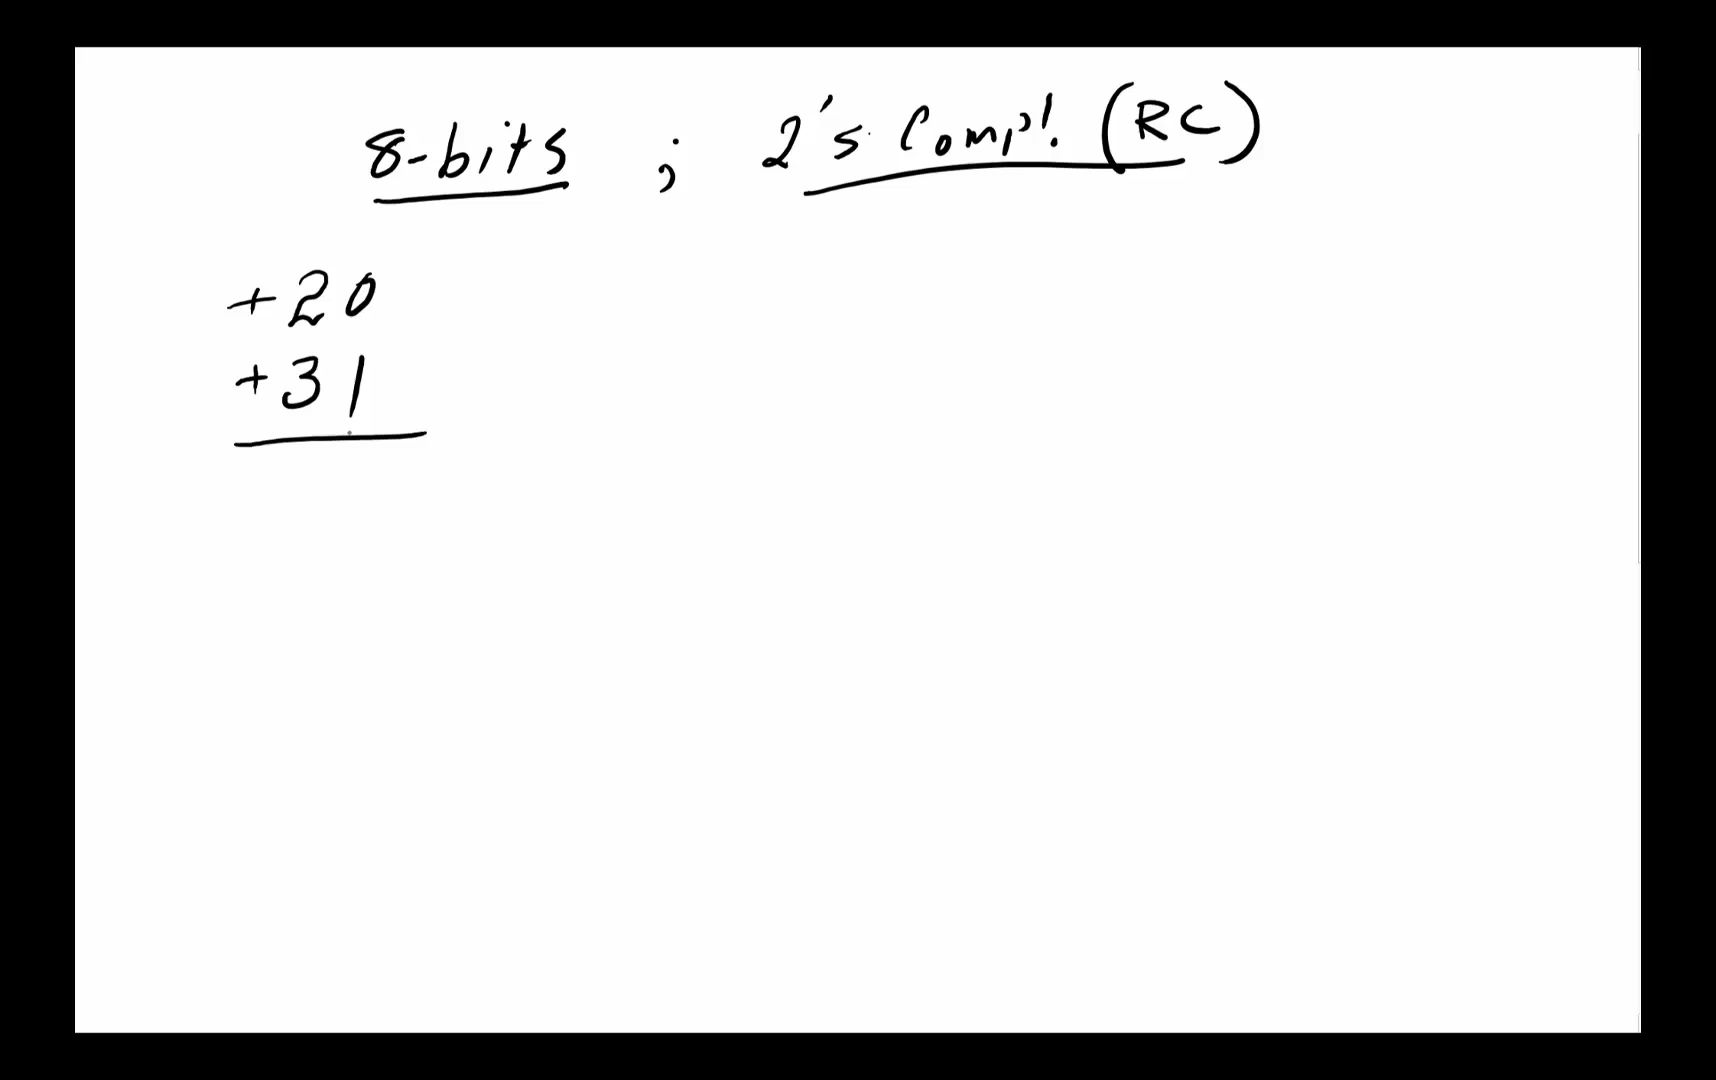 8-bits ; 2's Compl. (RC)
+20
+31